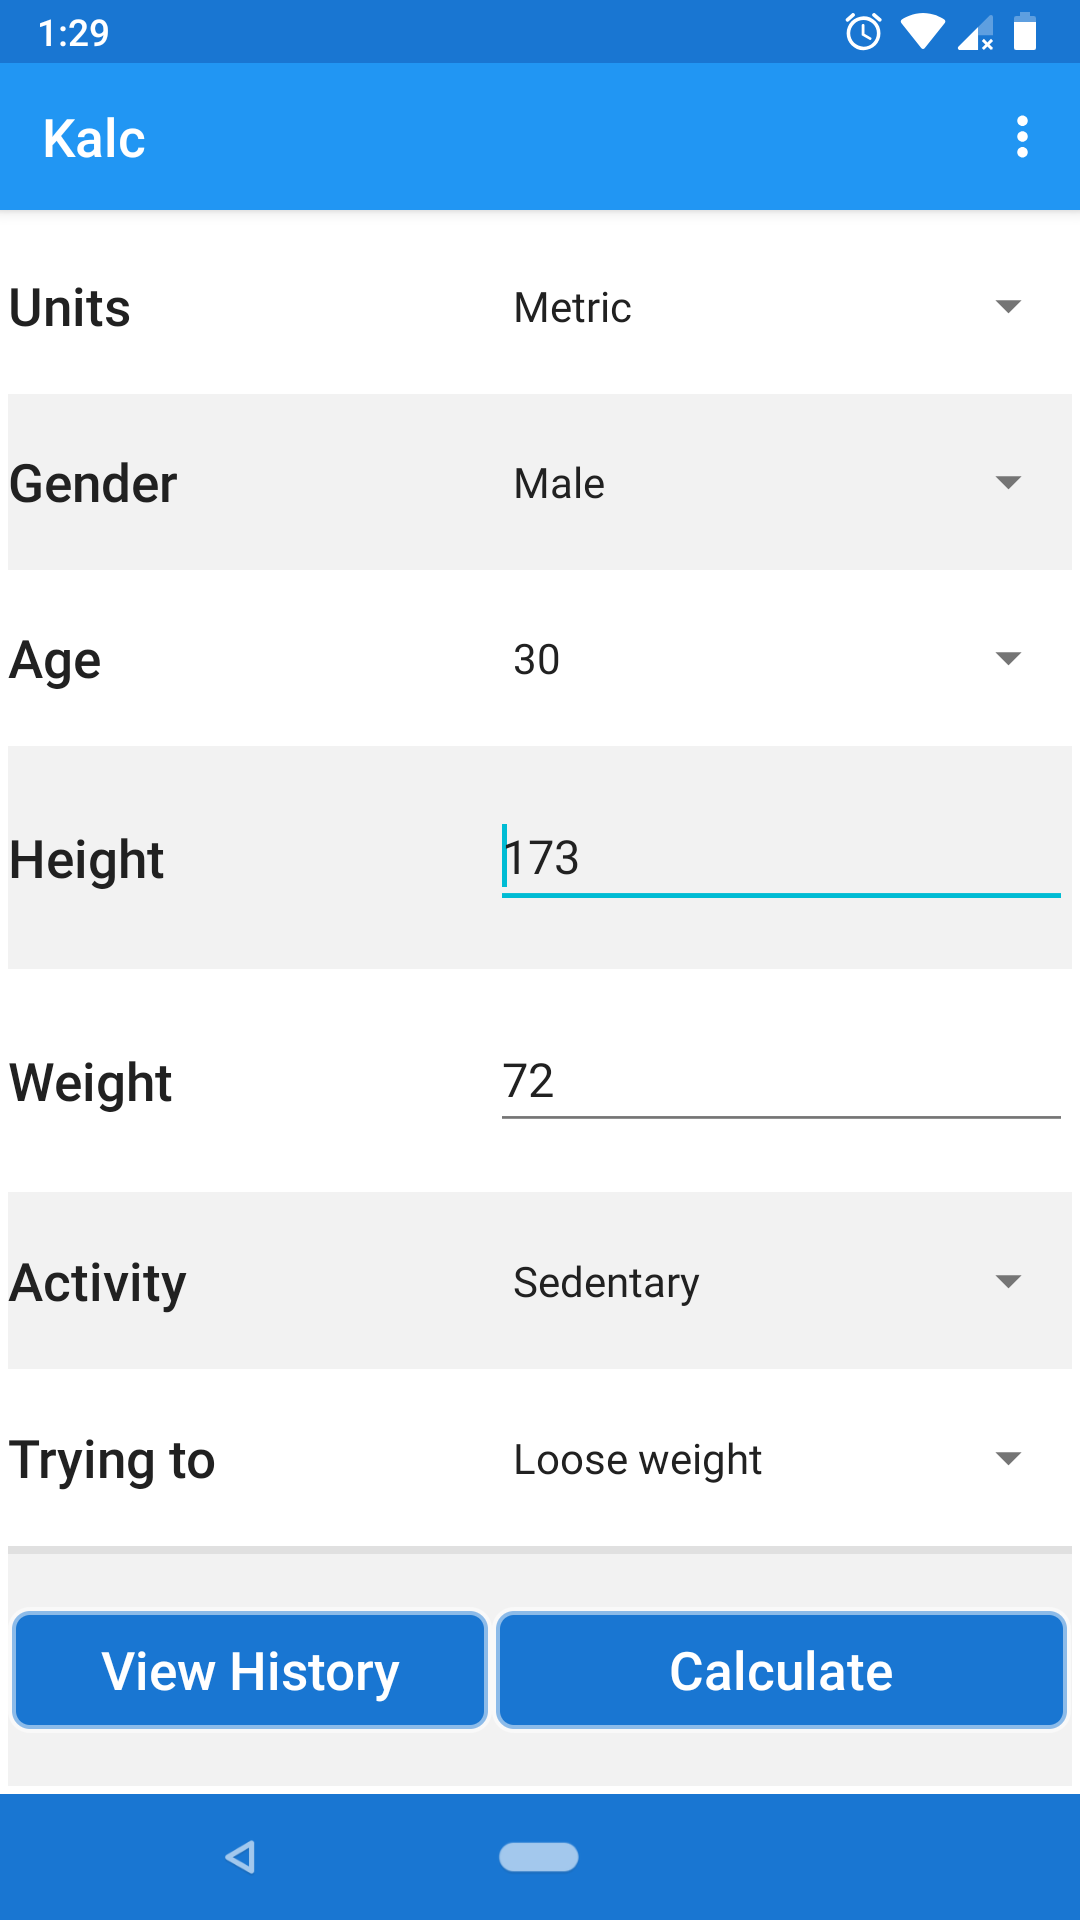 1:29
Kalc
Units Metric
Gender Male
Age 30
Height 173
Weight 72
Activity Sedentary
Trying to Loose weight
View History Calculate